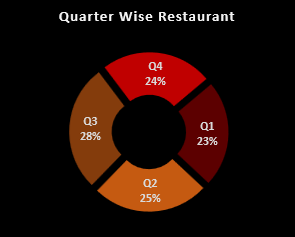 Quarter Wise Restaurant
Q4
24%
Q1
23%
Q3
28%
Q2
25%